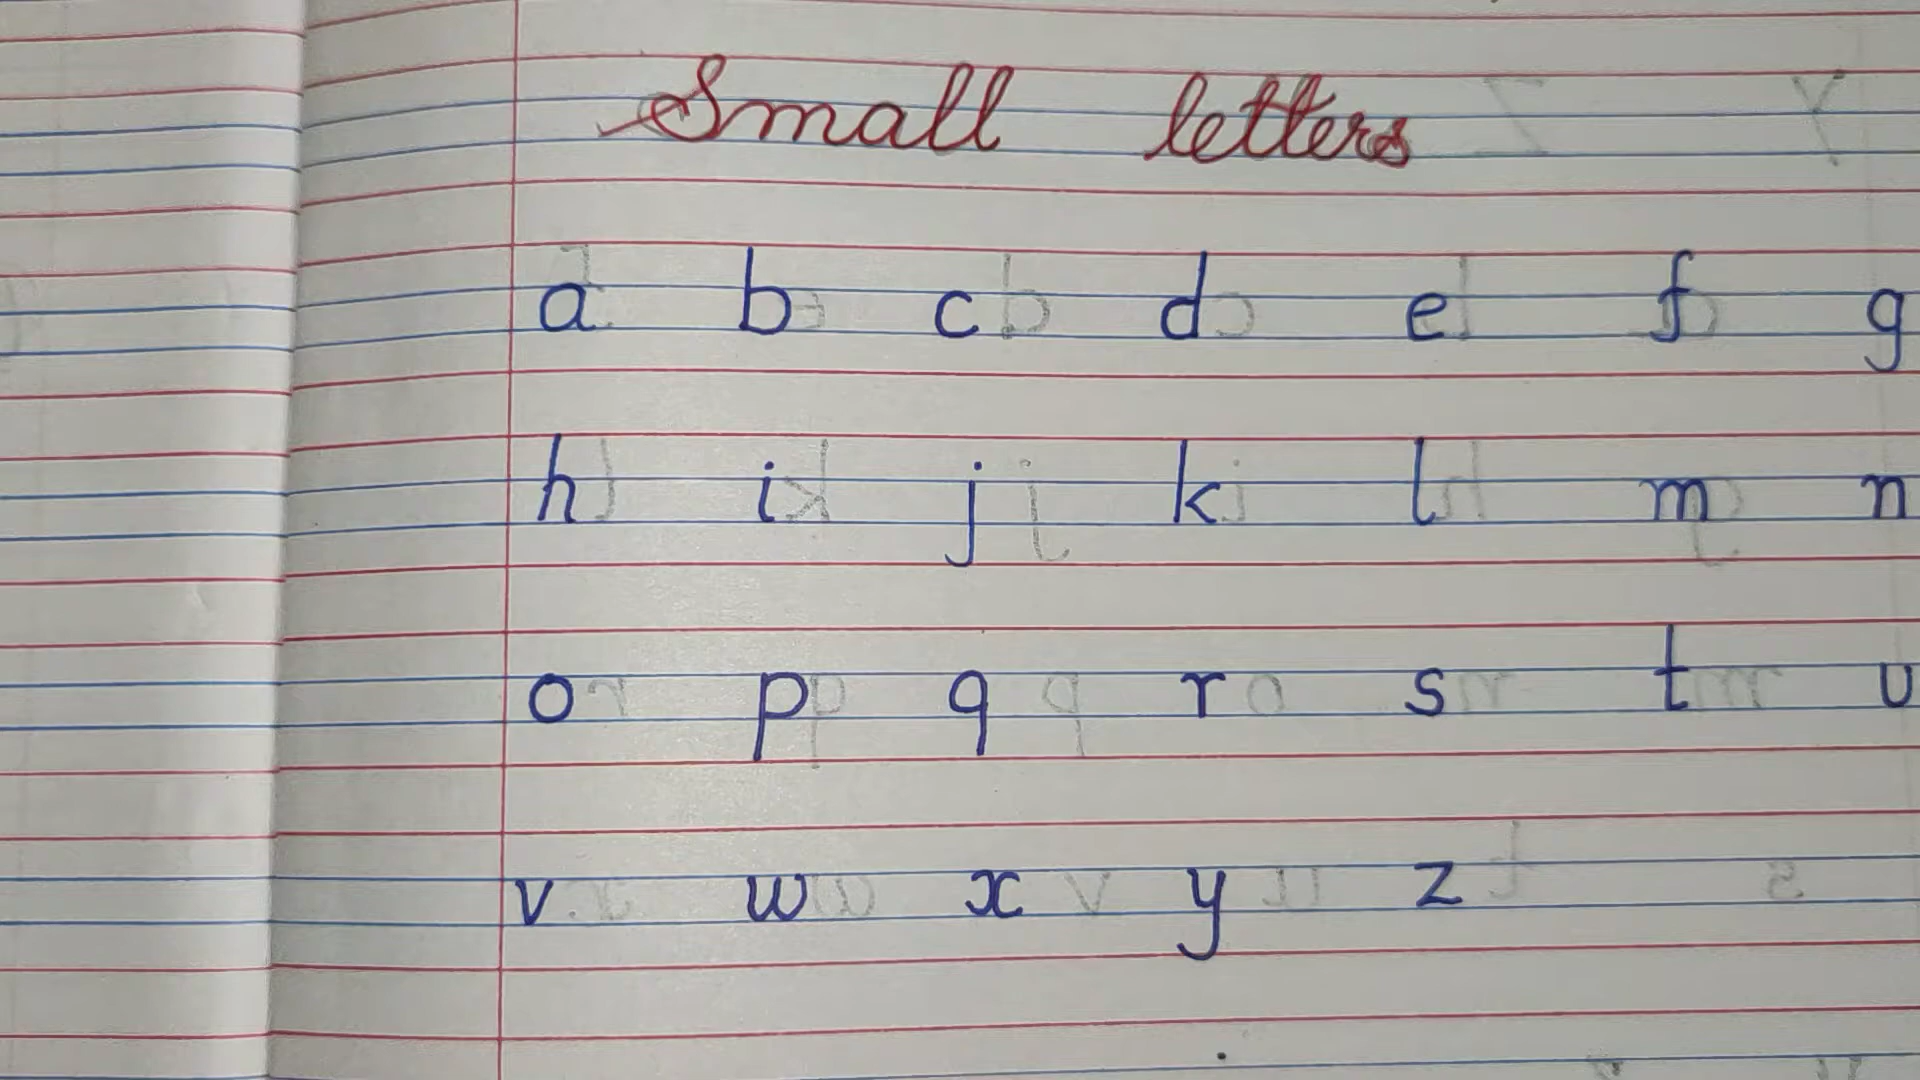 Small letters
a b c d e f g
h i j k l m n
o p q r s t u
v w x y z